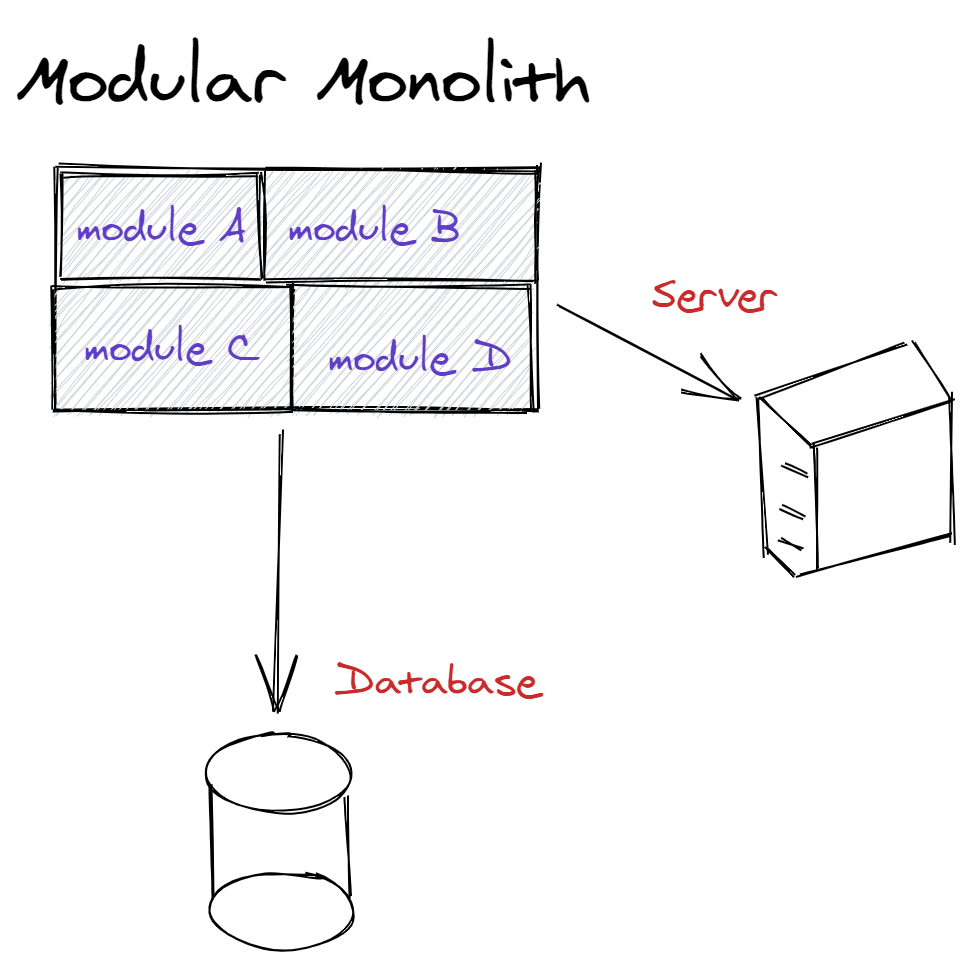 Modular Monolith
module A
module B
module C
module D
Server
Database